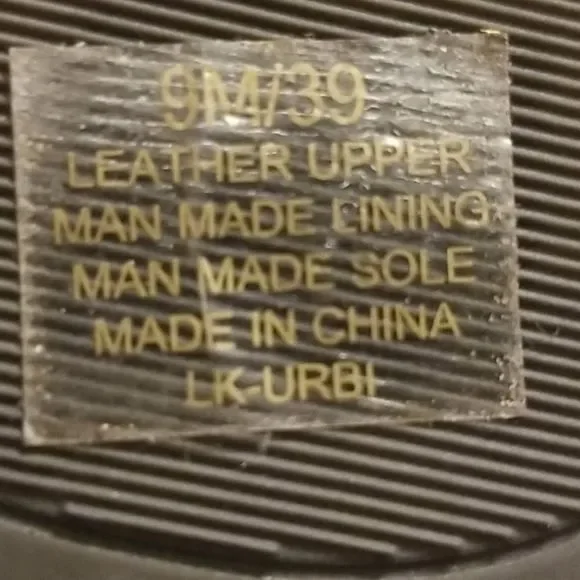 9M/39
LEATHER UPPER
MAN MADE LINING
MAN MADE SOLE
MADE IN CHINA
LK-URBI